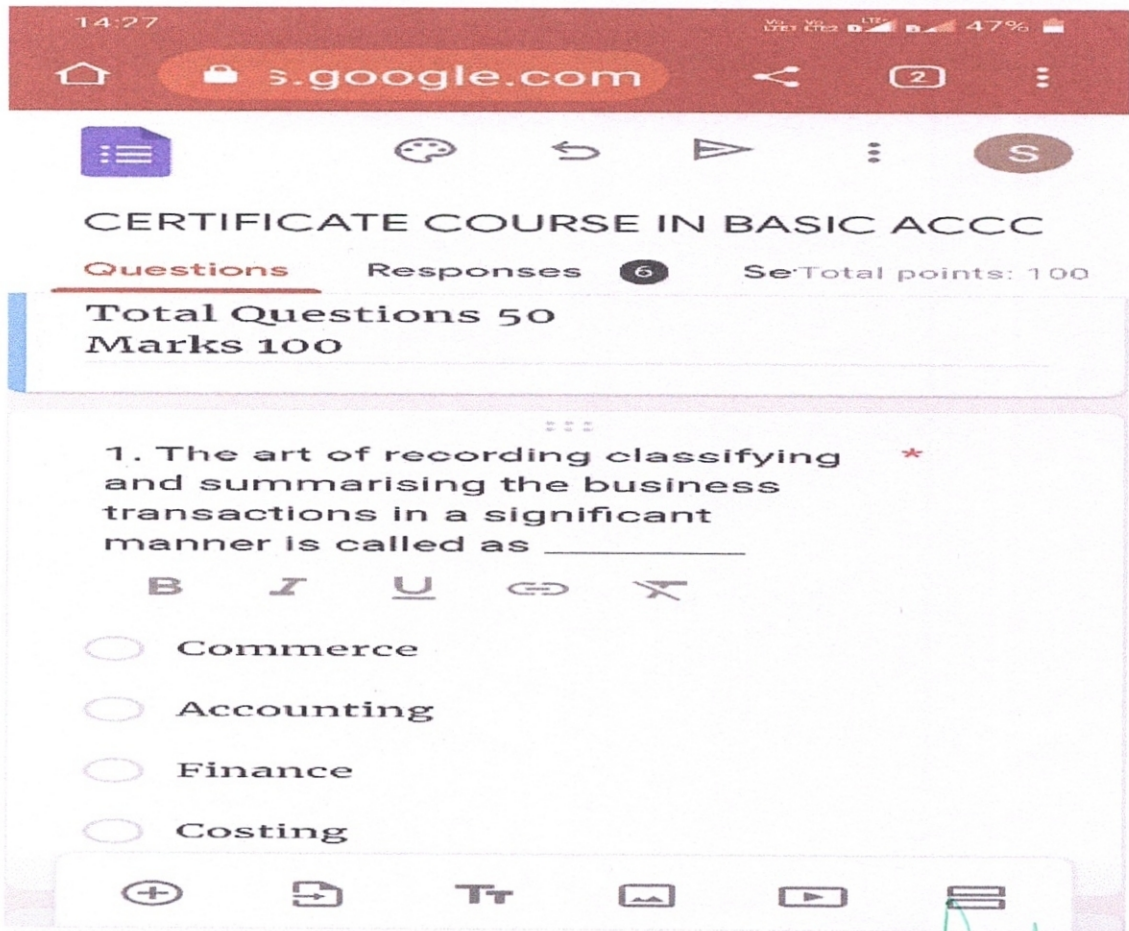 14:27
47%
s.google.com
2
S
CERTIFICATE COURSE IN BASIC ACCC
Questions Responses 6 Se Total points: 100
Total Questions 50
Marks 100
1. The art of recording classifying *
and summarising the business
transactions in a significant
manner is called as __________
B I U
Commerce
Accounting
Finance
Costing
TT